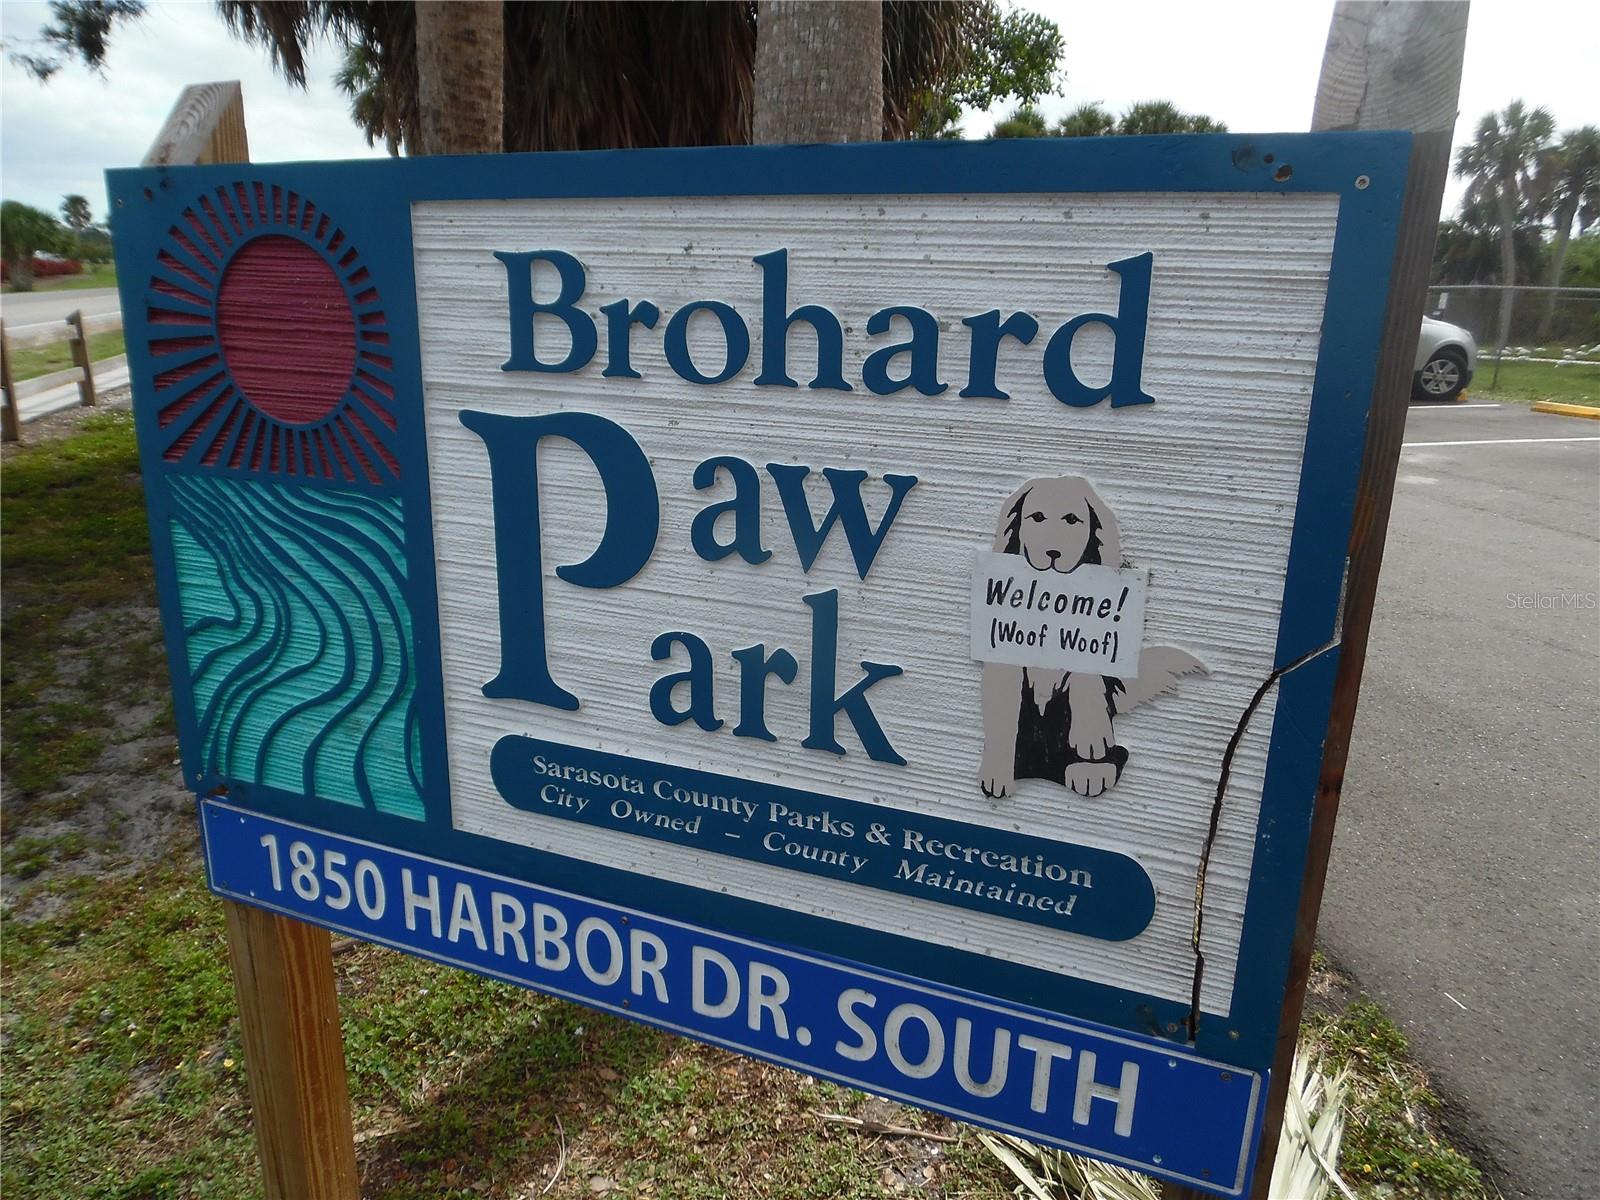 Brohard
Paw
Park
Welcome!
(Woof Woof)
Sarasota County Parks & Recreation
City Owned – County Maintained
1850 HARBOR DR. SOUTH
StellarMLS